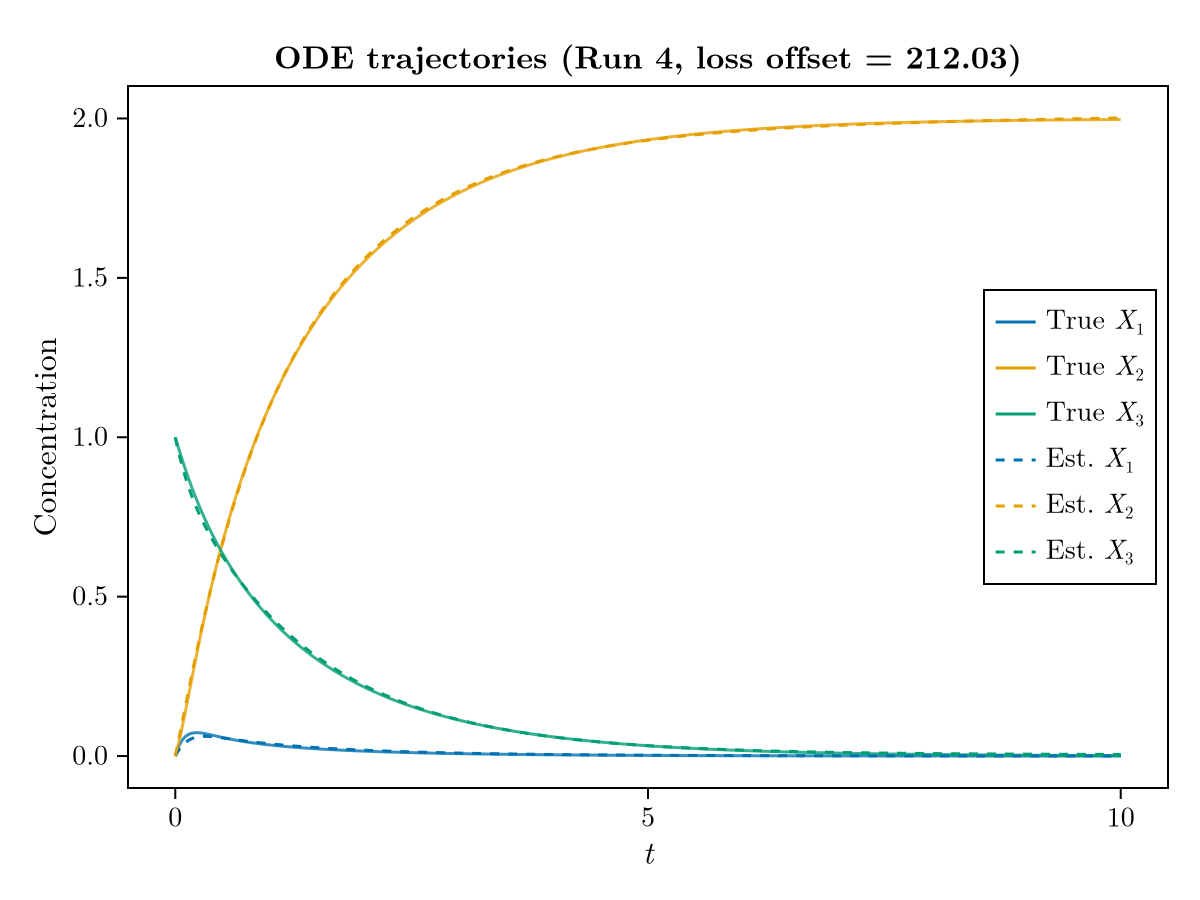 ODE trajectories (Run 4, loss offset = 212.03)
2.0
1.5
1.0
0.5
0.0
Concentration
True X₁
True X₂
True X₃
Est. X₁
Est. X₂
Est. X₃
0 5 10
t